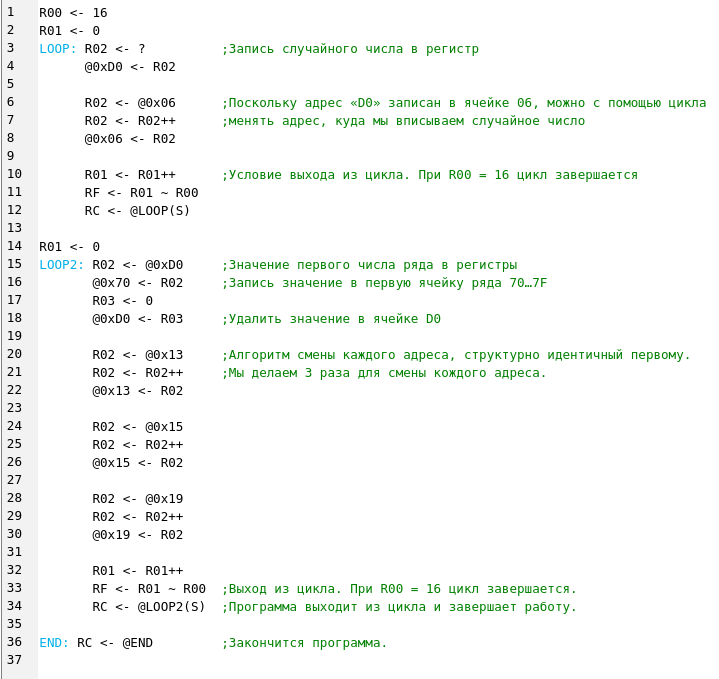 1 R00 <- 16
2 R01 <- 0
3 LOOP: R02 <- ? ;Запись случайного числа в регистр
4 @0xD0 <- R02
5
6 R02 <- @0x06 ;Поскольку адрес «D0» записан в ячейке 06, можно с помощью цикла
7 R02 <- R02++ ;менять адрес, куда мы вписываем случайное число
8 @0x06 <- R02
9
10 R01 <- R01++ ;Условие выхода из цикла. При R00 = 16 цикл завершается
11 RF <- R01 ~ R00
12 RC <- @LOOP(S)
13
14 R01 <- 0
15 LOOP2: R02 <- @0xD0 ;Значение первого числа ряда в регистры
16 @0x70 <- R02 ;Запись значение в первую ячейку ряда 70…7F
17 R03 <- 0
18 @0xD0 <- R03 ;Удалить значение в ячейке D0
19
20 R02 <- @0x13 ;Алгоритм смены каждого адреса, структурно идентичный первому.
21 R02 <- R02++ ;Мы делаем 3 раза для смены кождого адреса.
22 @0x13 <- R02
23
24 R02 <- @0x15
25 R02 <- R02++
26 @0x15 <- R02
27
28 R02 <- @0x19
29 R02 <- R02++
30 @0x19 <- R02
31
32 R01 <- R01++
33 RF <- R01 ~ R00 ;Выход из цикла. При R00 = 16 цикл завершается.
34 RC <- @LOOP2(S) ;Программа выходит из цикла и завершает работу.
35
36 END: RC <- @END ;Закончится программа.
37